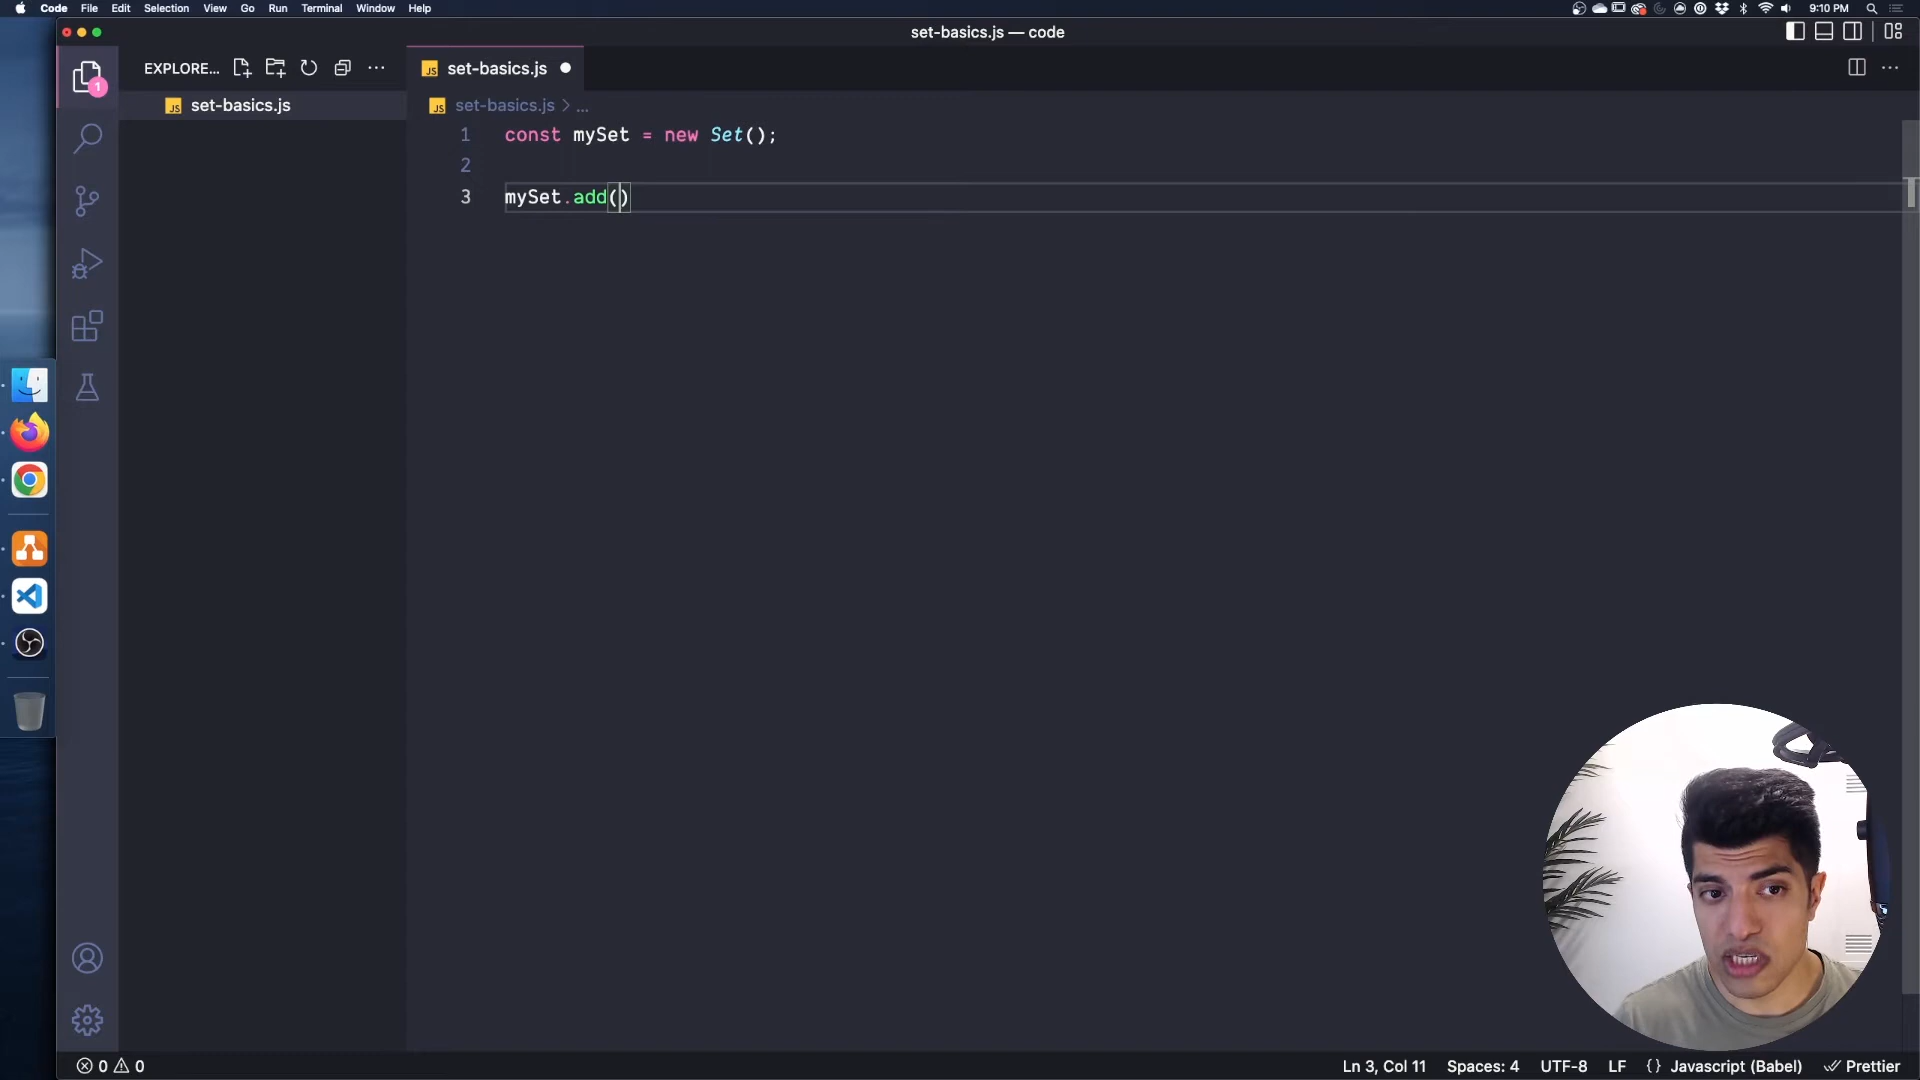 Code File Edit Selection View Go Run Terminal Window Help 9:10 PM
set-basics.js — code
EXPLORE...
set-basics.js
1
set-basics.js
set-basics.js > ...
1 const mySet = new Set();
2
3 mySet.add()
0 0
Ln 3, Col 11 Spaces: 4 UTF-8 LF {} Javascript (Babel) Prettier